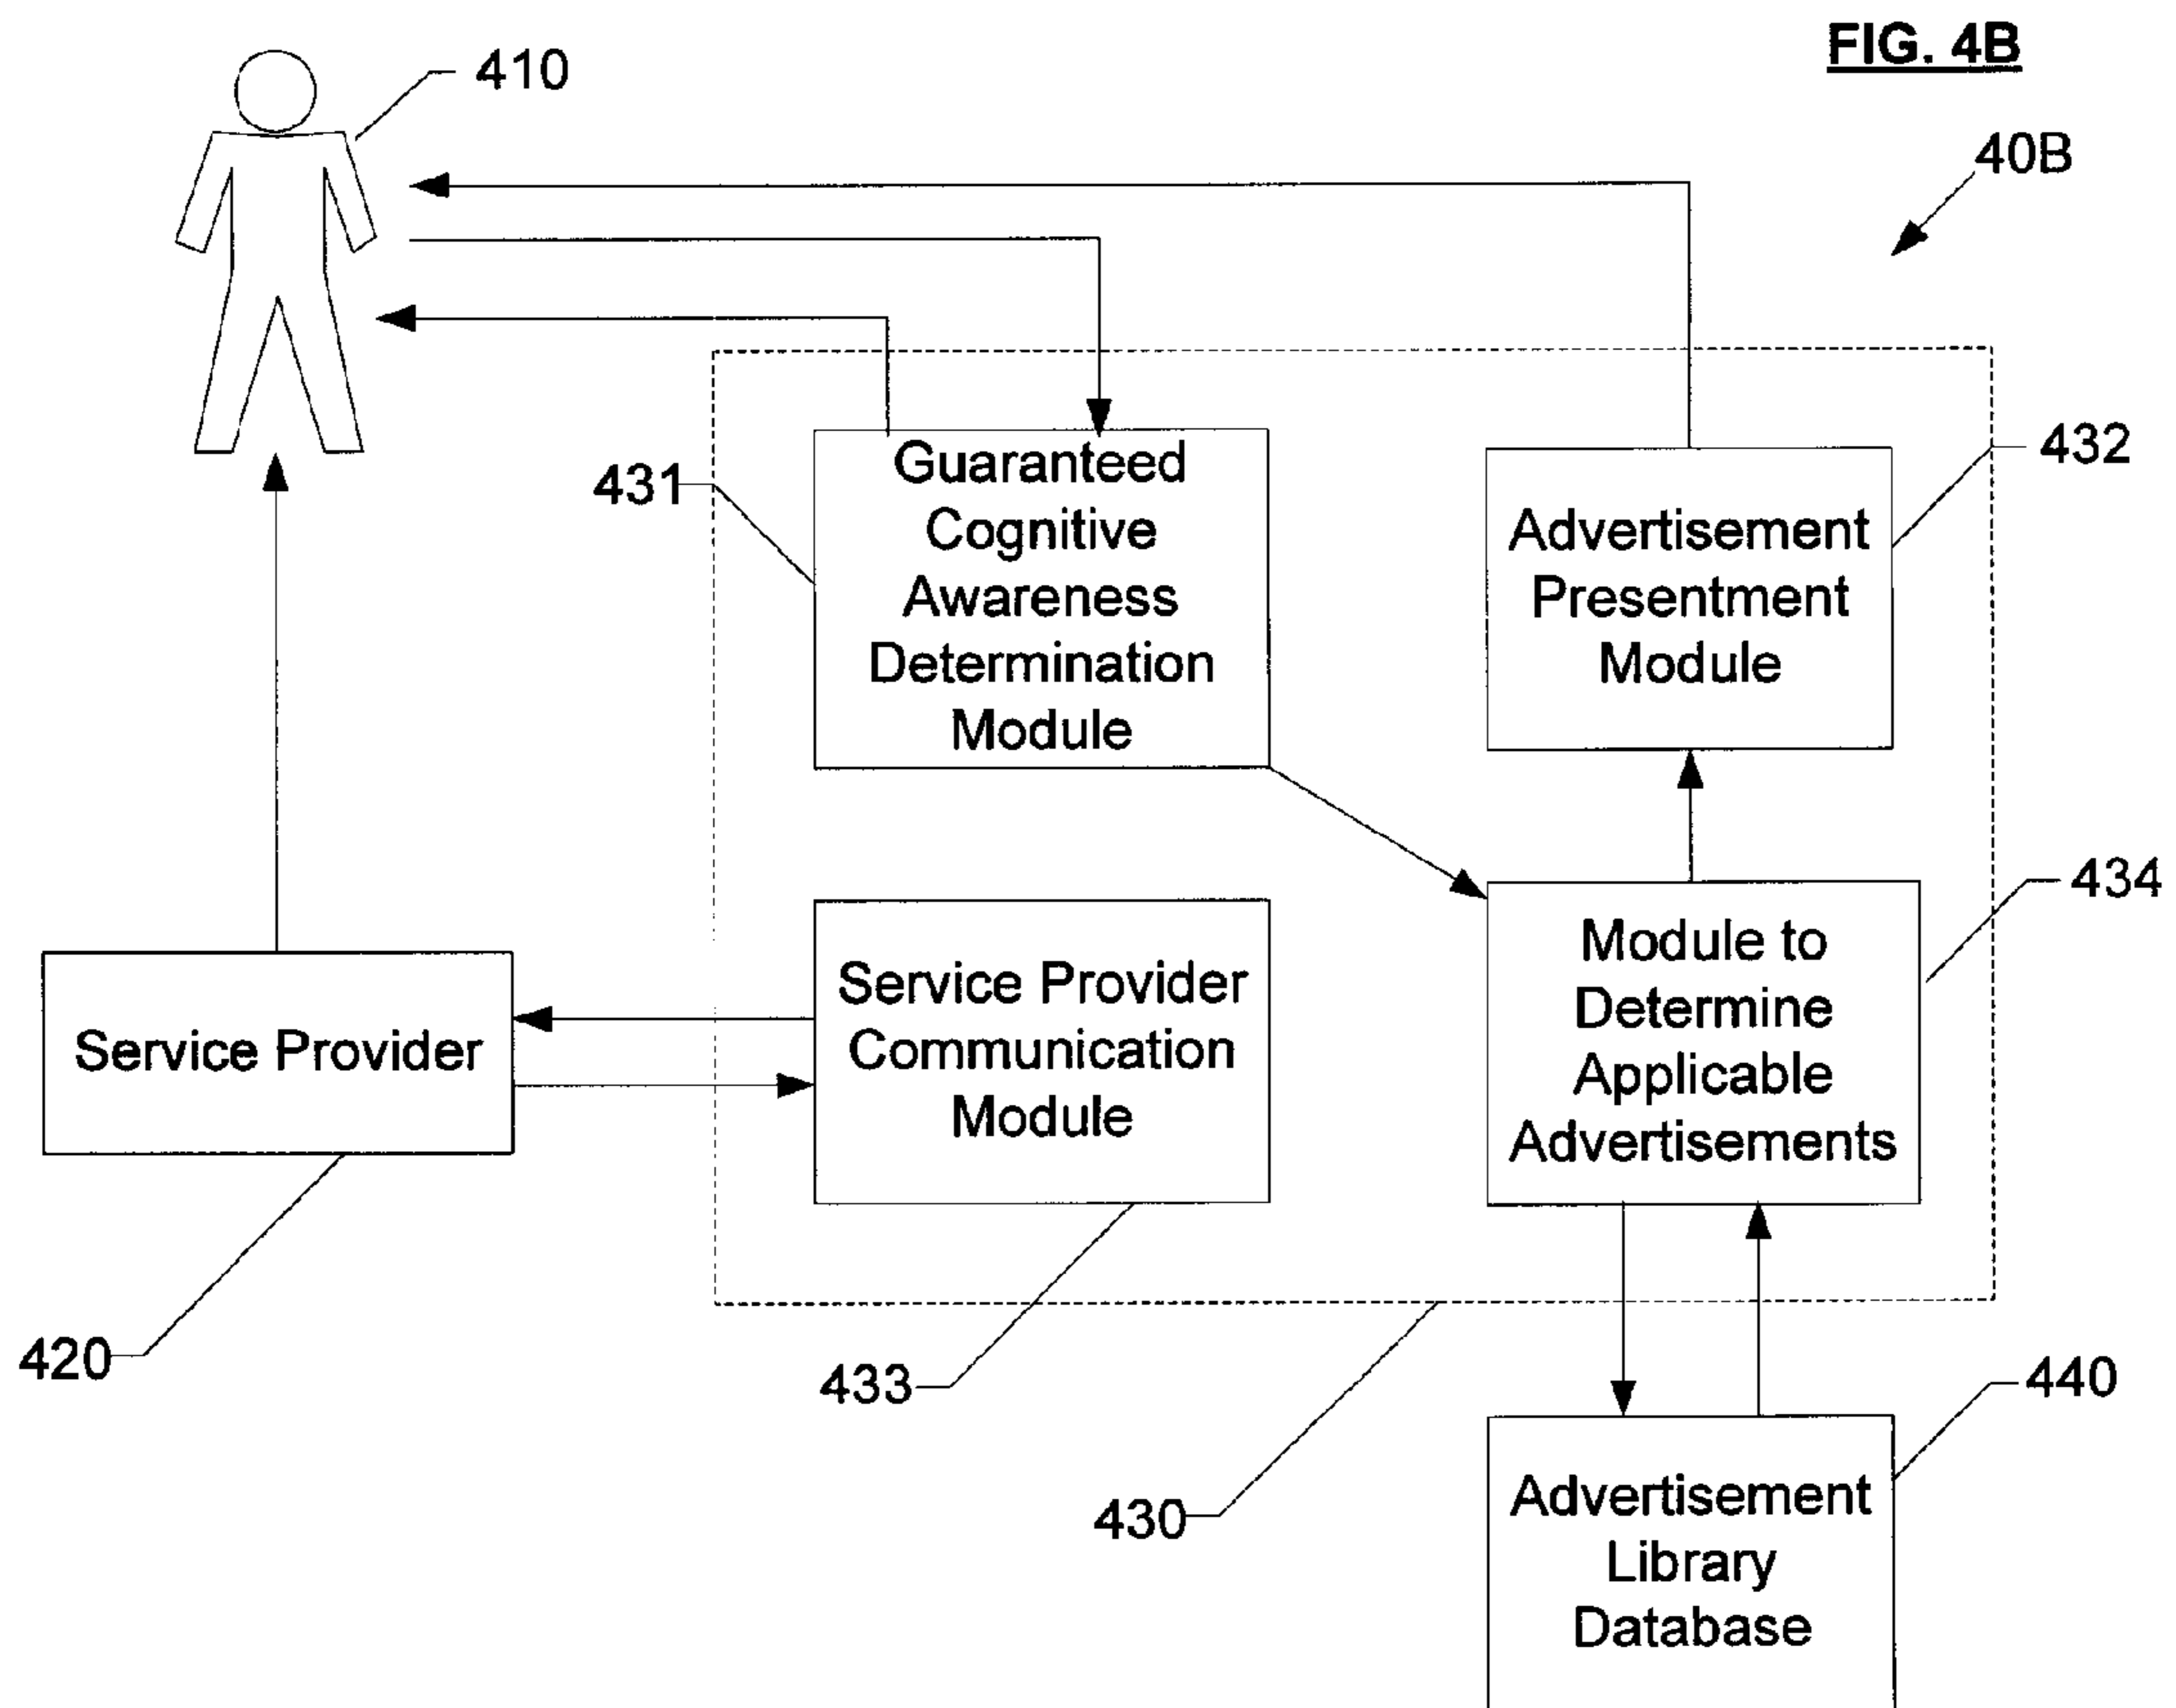 FIG. 4B
410
40B
431
Guaranteed
Cognitive
Awareness
Determination
Module
432
Advertisement
Presentment
Module
434
Service Provider
Service Provider
Communication
Module
Module to
Determine
Applicable
Advertisements
420
433
430
440
Advertisement
Library
Database